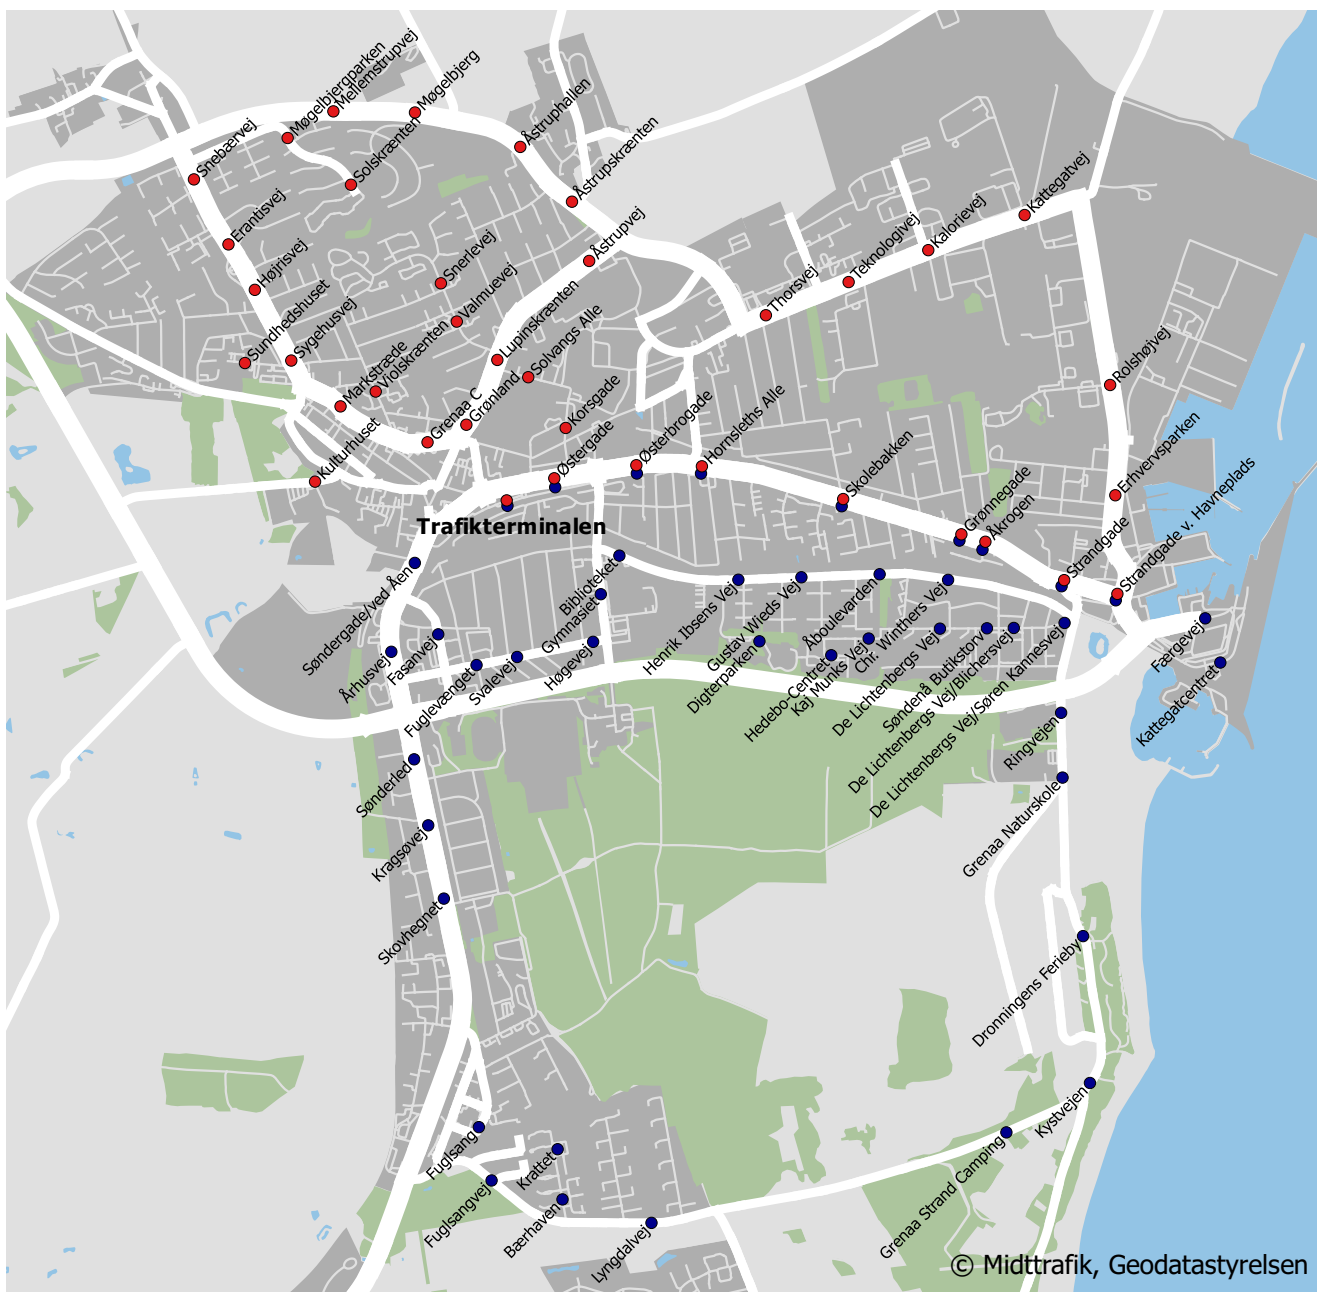 Møgelbjergparken
Mellemstrupvej
Møgelbjerg
Snebærvej
Solskrænten
Åstruphallen
Åstrupskrænten
Erantisvej
Højrisvej
Snerlevej
Valmuevej
Åstrupvej
Kattegatvej
Kalorievej
Teknologivej
Thorsvej
Sundhedshuset
Sygehusvej
Markstræde
Violskrænten
Lupinskrænten
Solvangs Alle
Grenaa C
Grønland
Korsgade
Kulturhuset
Østergade
Østerbrogade
Hornsleths Alle
Rolshøjvej
Skolebakken
Erhvervsparken
Grønnegade
Åkrogen
Strandgade
Strandgade v. Havneplads
Trafikterminalen
Søndergade/ved Åen
Biblioteket
Gymnasiet
Henrik Ibsens Vej
Gustav Wieds Vej
Åboulevarden
Chr. Winthers Vej
Århusvej
Fasanvej
Fuglevænget
Svalevej
Høgevej
Digterparken
Hedebo-Centret
Kaj Munks Vej
De Lichtenbergs Vej
Søndenå Butikstorv
De Lichtenbergs Vej/Blichersvej
De Lichtenbergs Vej/Søren Kannesvej
Færgevej
Kattegatcentret
Ringvejen
Sønderled
Grenaa Naturskole
Kragsøvej
Skovhegnet
Dronningens Ferieby
Kystvejen
Grenaa Strand Camping
Fuglsang
Krattet
Fuglsangvej
Bærhaven
Lyngdalvej
© Midttrafik, Geodatastyrelsen